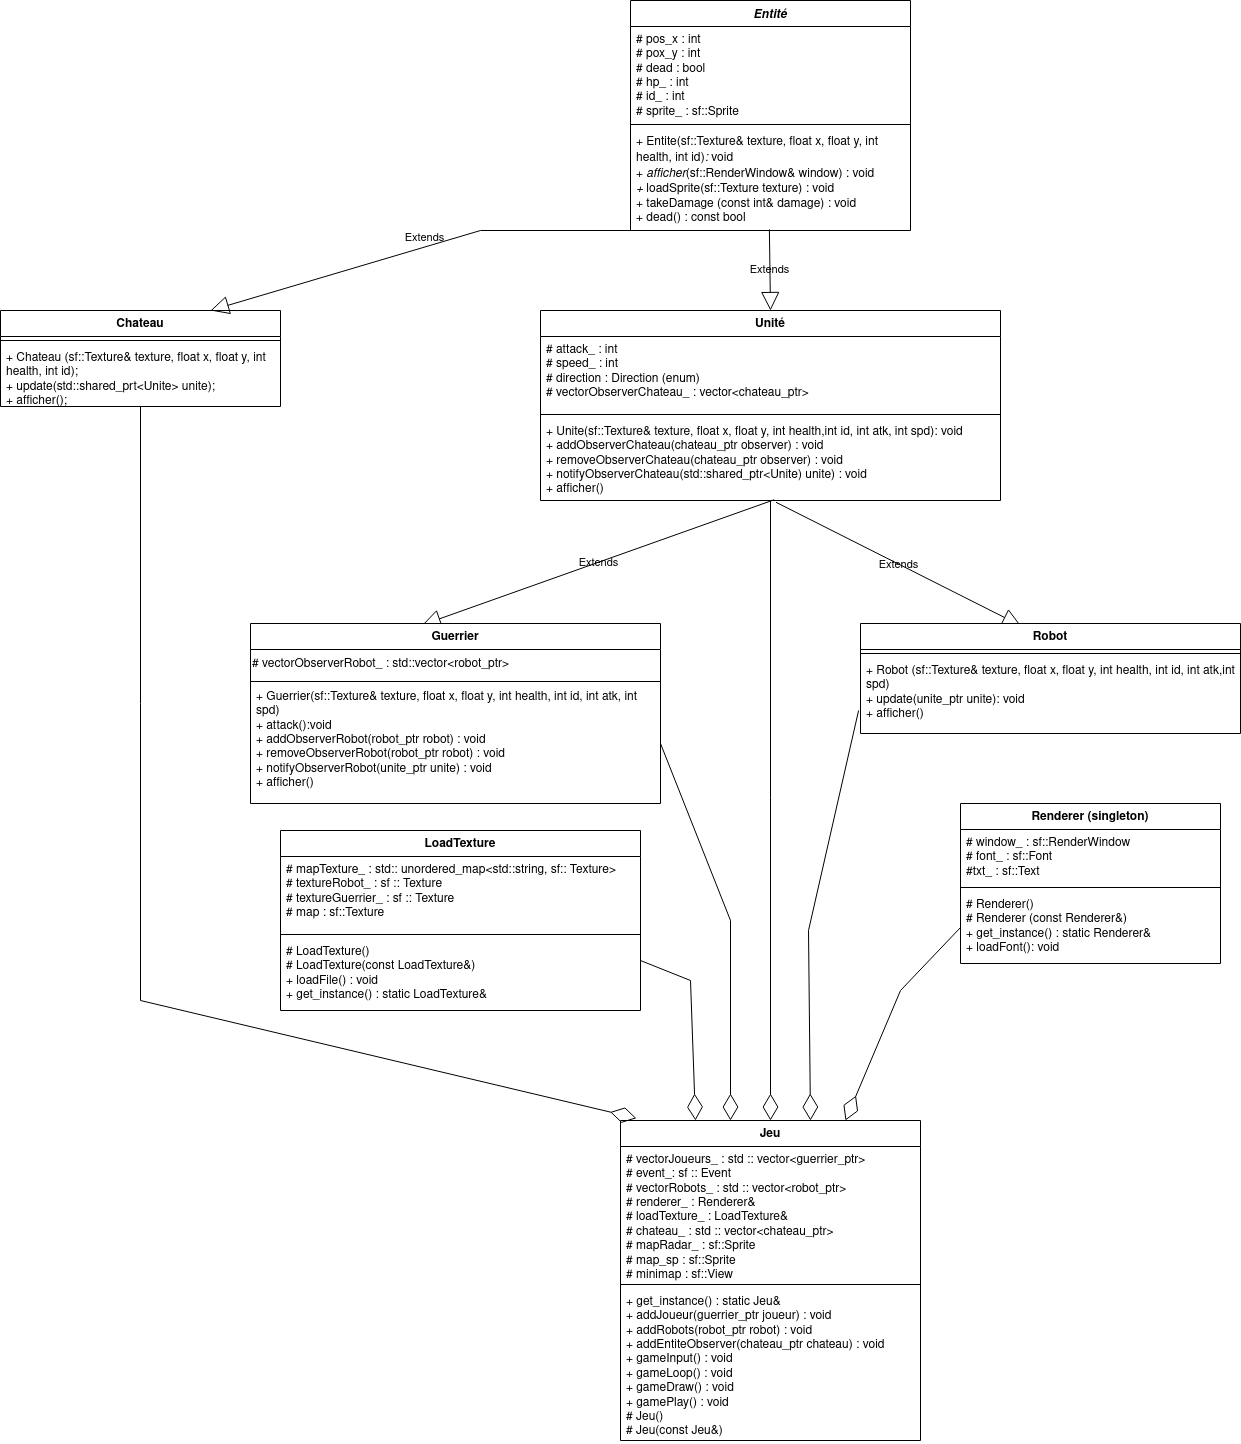 Entité
# pos_x : int
# pox_y : int
# dead : bool
# hp_ : int
# id_ : int
# sprite_ : sf::Sprite
+ Entite(sf::Texture& texture, float x, float y, int
health, int id): void
+ afficher(sf::RenderWindow& window) : void
+ loadSprite(sf::Texture texture) : void
+ takeDamage (const int& damage) : void
+ dead() : const bool
Extends
Extends
Chateau
+ Chateau (sf::Texture& texture, float x, float y, int
health, int id);
+ update(std::shared_prt<Unite> unite);
+ afficher();
Unité
# attack_ : int
# speed_ : int
# direction : Direction (enum)
# vectorObserverChateau_ : vector<chateau_ptr>
+ Unite(sf::Texture& texture, float x, float y, int health,int id, int atk, int spd): void
+ addObserverChateau(chateau_ptr observer) : void
+ removeObserverChateau(chateau_ptr observer) : void
+ notifyObserverChateau(std::shared_ptr<Unite) unite) : void
+ afficher()
Extends
Extends
Guerrier
# vectorObserverRobot_ : std::vector<robot_ptr>
+ Guerrier(sf::Texture& texture, float x, float y, int health, int id, int atk, int
spd)
+ attack():void
+ addObserverRobot(robot_ptr robot) : void
+ removeObserverRobot(robot_ptr robot) : void
+ notifyObserverRobot(unite_ptr unite) : void
+ afficher()
Robot
+ Robot (sf::Texture& texture, float x, float y, int health, int id, int atk,int
spd)
+ update(unite_ptr unite): void
+ afficher()
LoadTexture
# mapTexture_ : std:: unordered_map<std::string, sf:: Texture>
# textureRobot_ : sf :: Texture
# textureGuerrier_ : sf :: Texture
# map : sf::Texture
# LoadTexture()
# LoadTexture(const LoadTexture&)
+ loadFile() : void
+ get_instance() : static LoadTexture&
Renderer (singleton)
# window_ : sf::RenderWindow
# font_ : sf::Font
#txt_ : sf::Text
# Renderer()
# Renderer (const Renderer&)
+ get_instance() : static Renderer&
+ loadFont(): void
Jeu
# vectorJoueurs_ : std :: vector<guerrier_ptr>
# event_: sf :: Event
# vectorRobots_ : std :: vector<robot_ptr>
# renderer_ : Renderer&
# loadTexture_ : LoadTexture&
# chateau_ : std :: vector<chateau_ptr>
# mapRadar_ : sf::Sprite
# map_sp : sf::Sprite
# minimap : sf::View
+ get_instance() : static Jeu&
+ addJoueur(guerrier_ptr joueur) : void
+ addRobots(robot_ptr robot) : void
+ addEntiteObserver(chateau_ptr chateau) : void
+ gameInput() : void
+ gameLoop() : void
+ gameDraw() : void
+ gamePlay() : void
# Jeu()
# Jeu(const Jeu&)